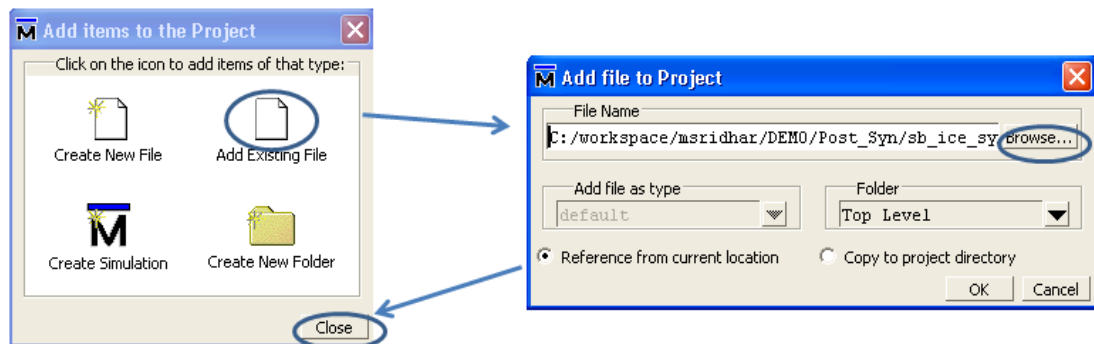 Add items to the Project
Click on the icon to add items of that type:
Create New File
Add Existing File
Create Simulation
Create New Folder
Close
Add file to Project
File Name
C:/workspace/msridhar/DEMO/Post_Syn/sb_ice_sy
Browse...
Add file as type
Folder
default
Top Level
Reference from current location
Copy to project directory
OK
Cancel